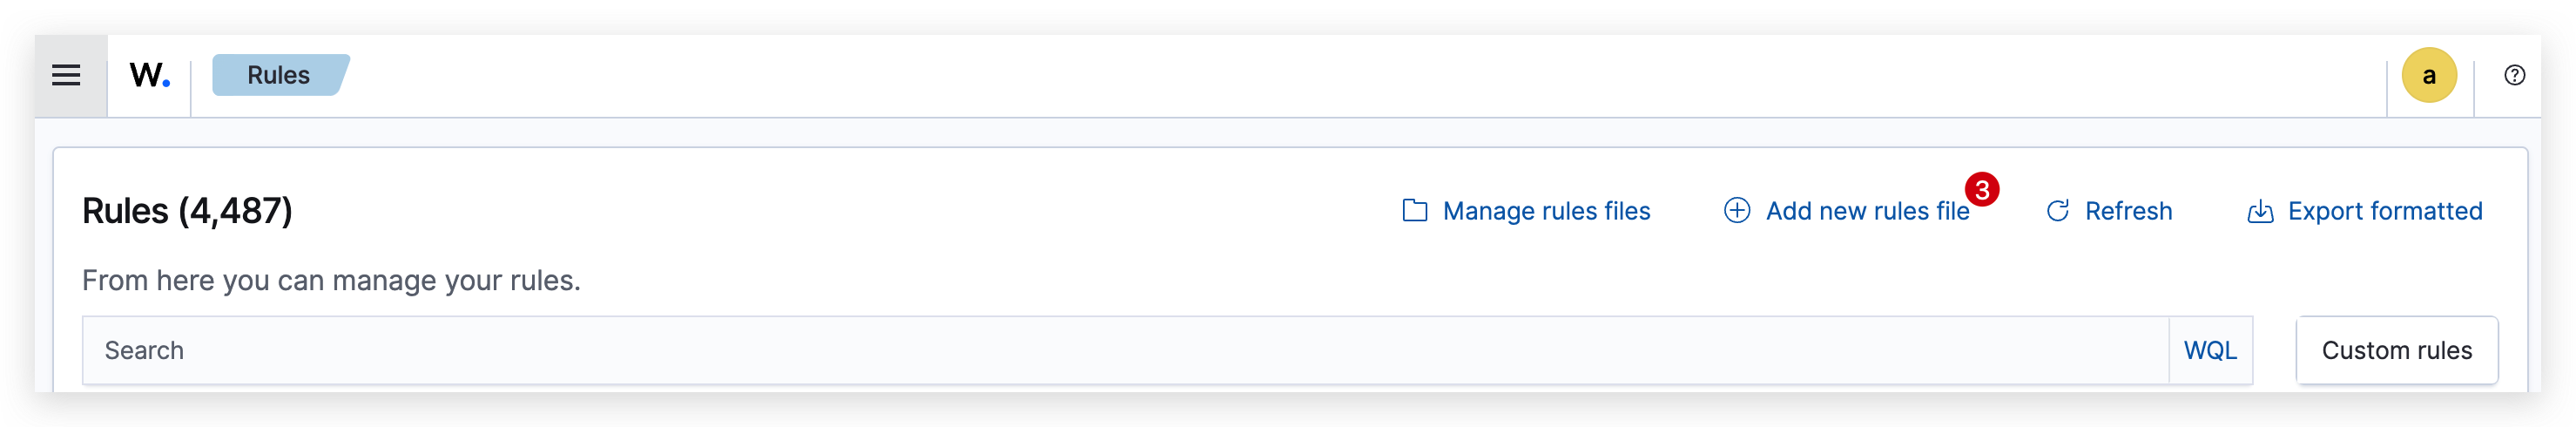 W. Rules a ?
Rules (4,487) Manage rules files Add new rules file 3 Refresh Export formatted
From here you can manage your rules.
Search WQL Custom rules